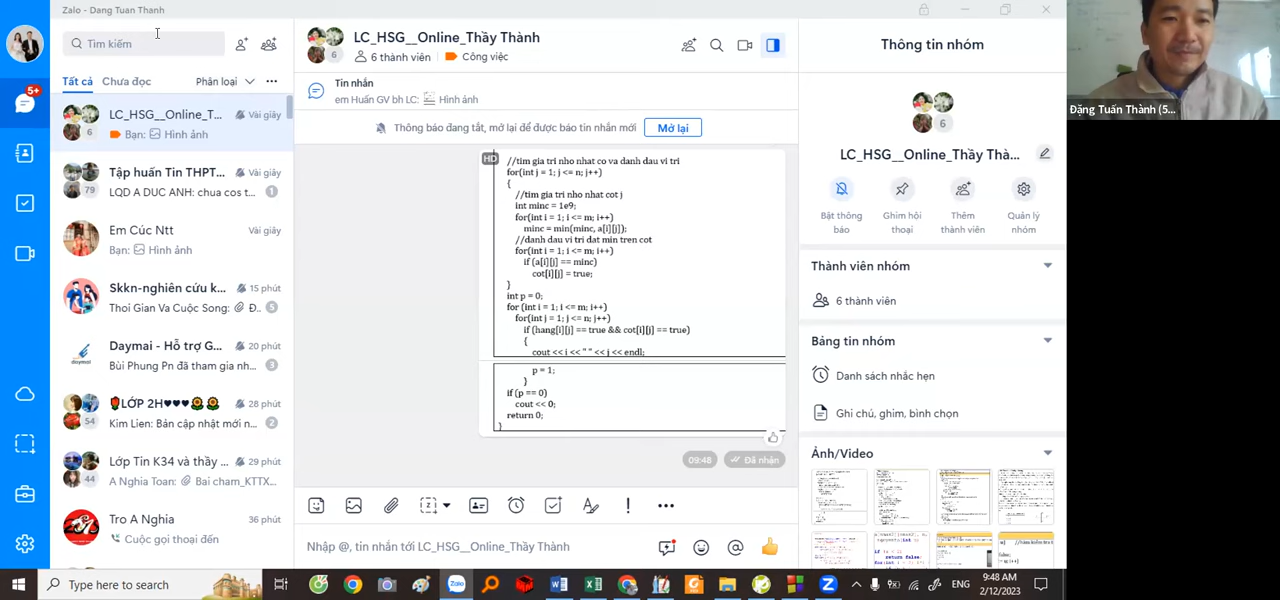 Zalo - Dang Tuan Thanh
Tìm kiếm
Tất cả
Chưa đọc
Phân loại
5+
LC_HSG__Online_T...
Vài giây
6
Bạn: Hình ảnh
Tập huấn Tin THPT...
Vài giây
79
LQD A DUC ANH: chua cos t...
1
Em Cúc Ntt
Vài giây
Bạn: Hình ảnh
Skkn-nghiên cứu k...
15 phút
Thoi Gian Va Cuoc Song: Đ..
5
Daymai - Hỗ trợ G...
20 phút
daymai
Bùi Phung Pn đã tham gia nh...
3
🌹LỚP 2H♥♥♥🌻🌻
28 phút
54
Kim Lien: Bản cập nhật mới n...
2
Lớp Tin K34 và thầy ...
29 phút
44
A Nghia Toan: Bai cham_KTTX...
Tro A Nghia
36 phút
Cuộc gọi thoại đến
LC_HSG__Online_Thầy Thành
6
6 thành viên
Công việc
Tin nhắn
em Huấn GV bh LC: Hình ảnh
Thông báo đang tắt, mở lại để được báo tin nhắn mới
Mở lại
HD
//tim gia tri nho nhat co va danh dau vi tri
for(int j = 1; j <= n; j++)
{
//tim gia tri nho nhat cot j
int minc = 1e9;
for(int i = 1; i <= m; i++)
minc = min(minc, a[i][j]);
//danh dau vi tri dat min tren cot
for(int i = 1; i <= m; i++)
if (a[i][j] == minc)
cot[i][j] = true;
}
int p = 0;
for (int i = 1; i <= m; i++)
for(int j = 1; j <= n; j++)
if (hang[i][j] == true && cot[i][j] == true)
{
cout << i << " " << j << endl;
p = 1;
}
if (p == 0)
cout << 0;
return 0;
}
09:48
Đã nhận
Nhập @, tin nhắn tới LC_HSG__Online_Thầy Thành
Thông tin nhóm
6
LC_HSG__Online_Thầy Thà...
Bật thông báo
Ghim hội thoại
Thêm thành viên
Quản lý nhóm
Thành viên nhóm
6 thành viên
Bảng tin nhóm
Danh sách nhắc hẹn
Ghi chú, ghim, bình chọn
Ảnh/Video
Đặng Tuấn Thành (5...
Type here to search
Zalo
ENG
9:48 AM
2/12/2023